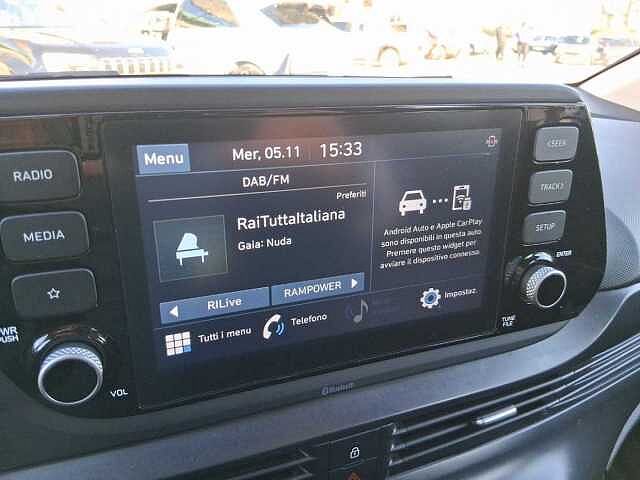 RADIO
MEDIA
PWR
PUSH
VOL
Menu
Mer, 05.11
15:33
DAB/FM
Preferiti
RaiTuttaItaliana
Gaia: Nuda
RILive
RAMPOWER
Tutti i menu
Telefono
Impostaz.
Android Auto e Apple CarPlay
sono disponibili in questa auto.
Premere questo widget per
avviare il dispositivo connesso.
< SEEK
TRACK >
SETUP
ENTER
TUNE
FILE
Bluetooth